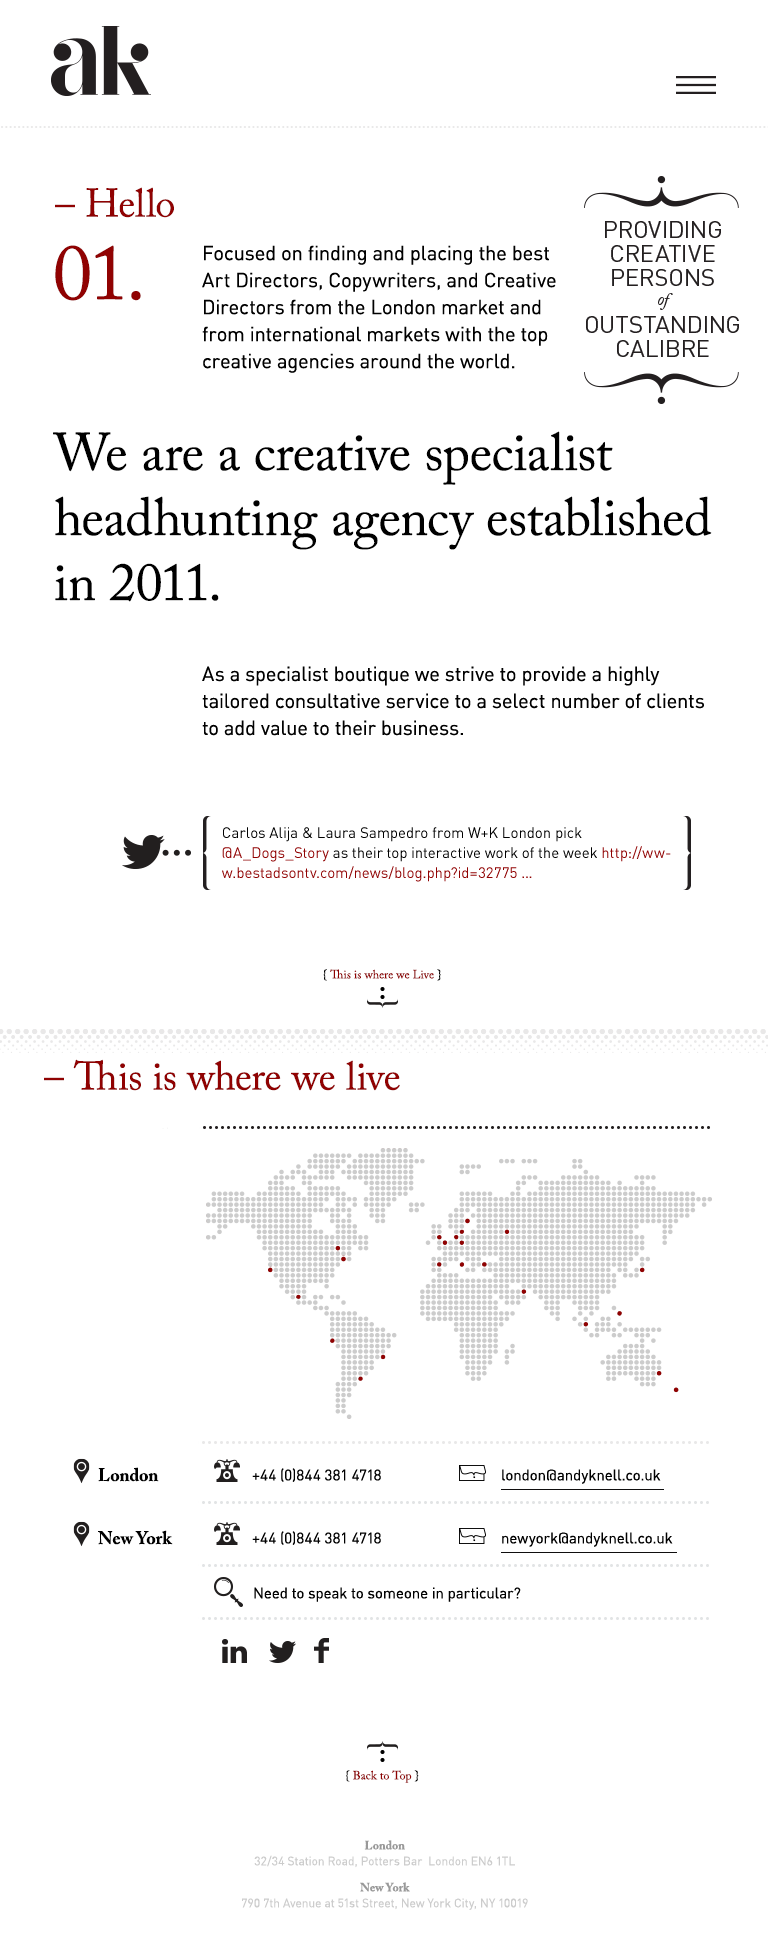 ak
– Hello
01.
Focused on finding and placing the best
Art Directors, Copywriters, and Creative
Directors from the London market and
from international markets with the top
creative agencies around the world.
PROVIDING
CREATIVE
PERSONS
of
OUTSTANDING
CALIBRE
We are a creative specialist
headhunting agency established
in 2011.
As a specialist boutique we strive to provide a highly
tailored consultative service to a select number of clients
to add value to their business.
Carlos Alija & Laura Sampedro from W+K London pick
@A_Dogs_Story as their top interactive work of the week http://ww-
w.bestadsontv.com/news/blog.php?id=32775 ...
{ This is where we Live }
– This is where we live
London +44 (0)844 381 4718 london@andyknell.co.uk
New York +44 (0)844 381 4718 newyork@andyknell.co.uk
Need to speak to someone in particular?
in f
{ Back to Top }
London
32/34 Station Road, Potters Bar London EN6 1TL
New York
790 7th Avenue at 51st Street, New York City, NY 10019